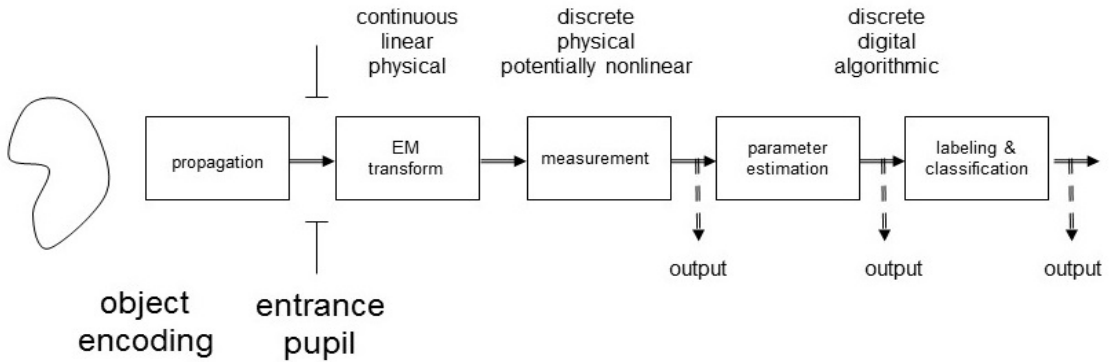 continuous
linear
physical
discrete
physical
potentially nonlinear
discrete
digital
algorithmic
propagation
EM
transform
measurement
parameter
estimation
labeling &
classification
output
output
output
object
encoding
entrance
pupil